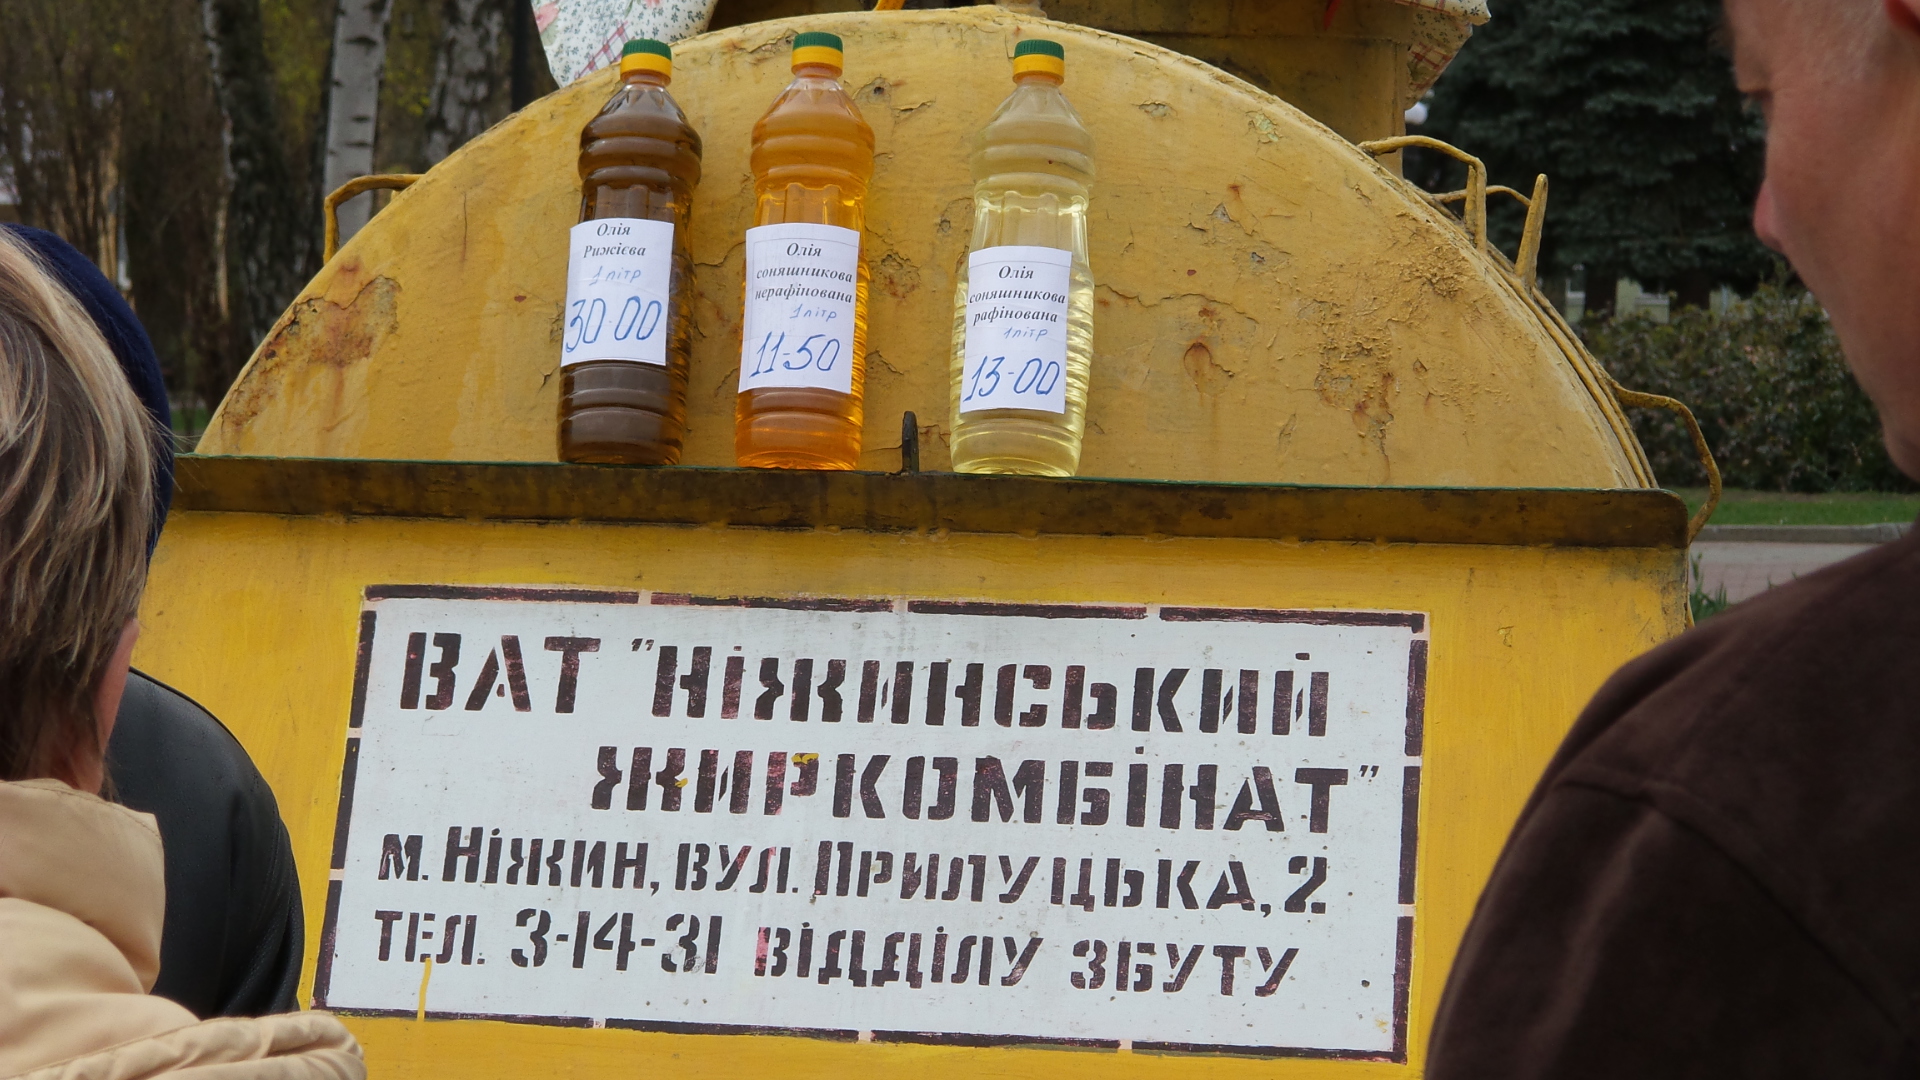 Олія
Рижієва
1 літр
30-00
Олія
соняшникова
нерафінована
1 літр
11-50
Олія
соняшникова
рафінована
1 літр
13-00
ВАТ "НІЖИНСЬКИЙ
ЖИРКОМБІНАТ"
м. НІЖИН, ВУЛ. ПРИЛУЦЬКА, 2
ТЕЛ. 3-14-31 ВІДДІЛУ ЗБУТУ